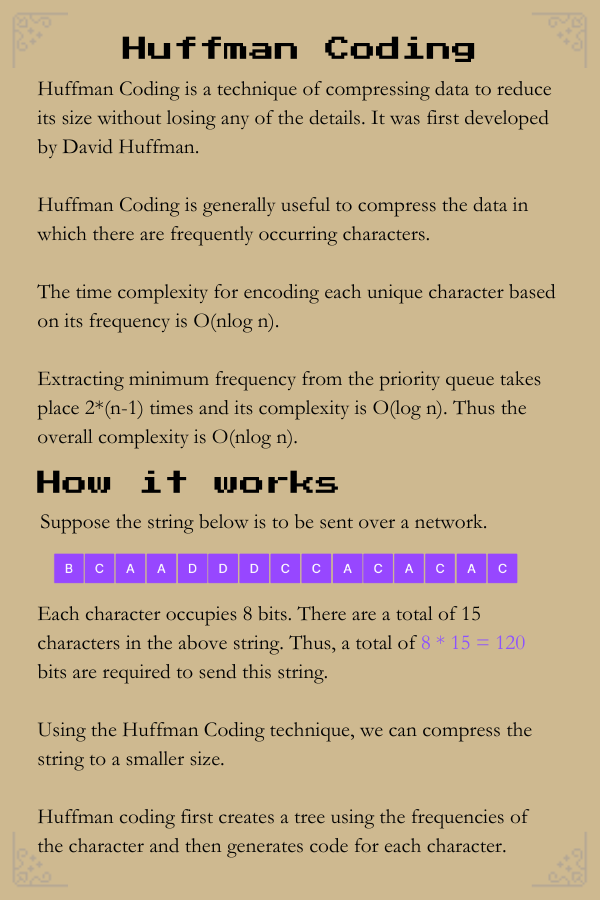 Huffman Coding
Huffman Coding is a technique of compressing data to reduce
its size without losing any of the details. It was first developed
by David Huffman.
Huffman Coding is generally useful to compress the data in
which there are frequently occurring characters.
The time complexity for encoding each unique character based
on its frequency is O(nlog n).
Extracting minimum frequency from the priority queue takes
place 2*(n-1) times and its complexity is O(log n). Thus the
overall complexity is O(nlog n).
How it works
Suppose the string below is to be sent over a network.
B C A A D D D C C A C A C A C
Each character occupies 8 bits. There are a total of 15
characters in the above string. Thus, a total of 8 * 15 = 120
bits are required to send this string.
Using the Huffman Coding technique, we can compress the
string to a smaller size.
Huffman coding first creates a tree using the frequencies of
the character and then generates code for each character.